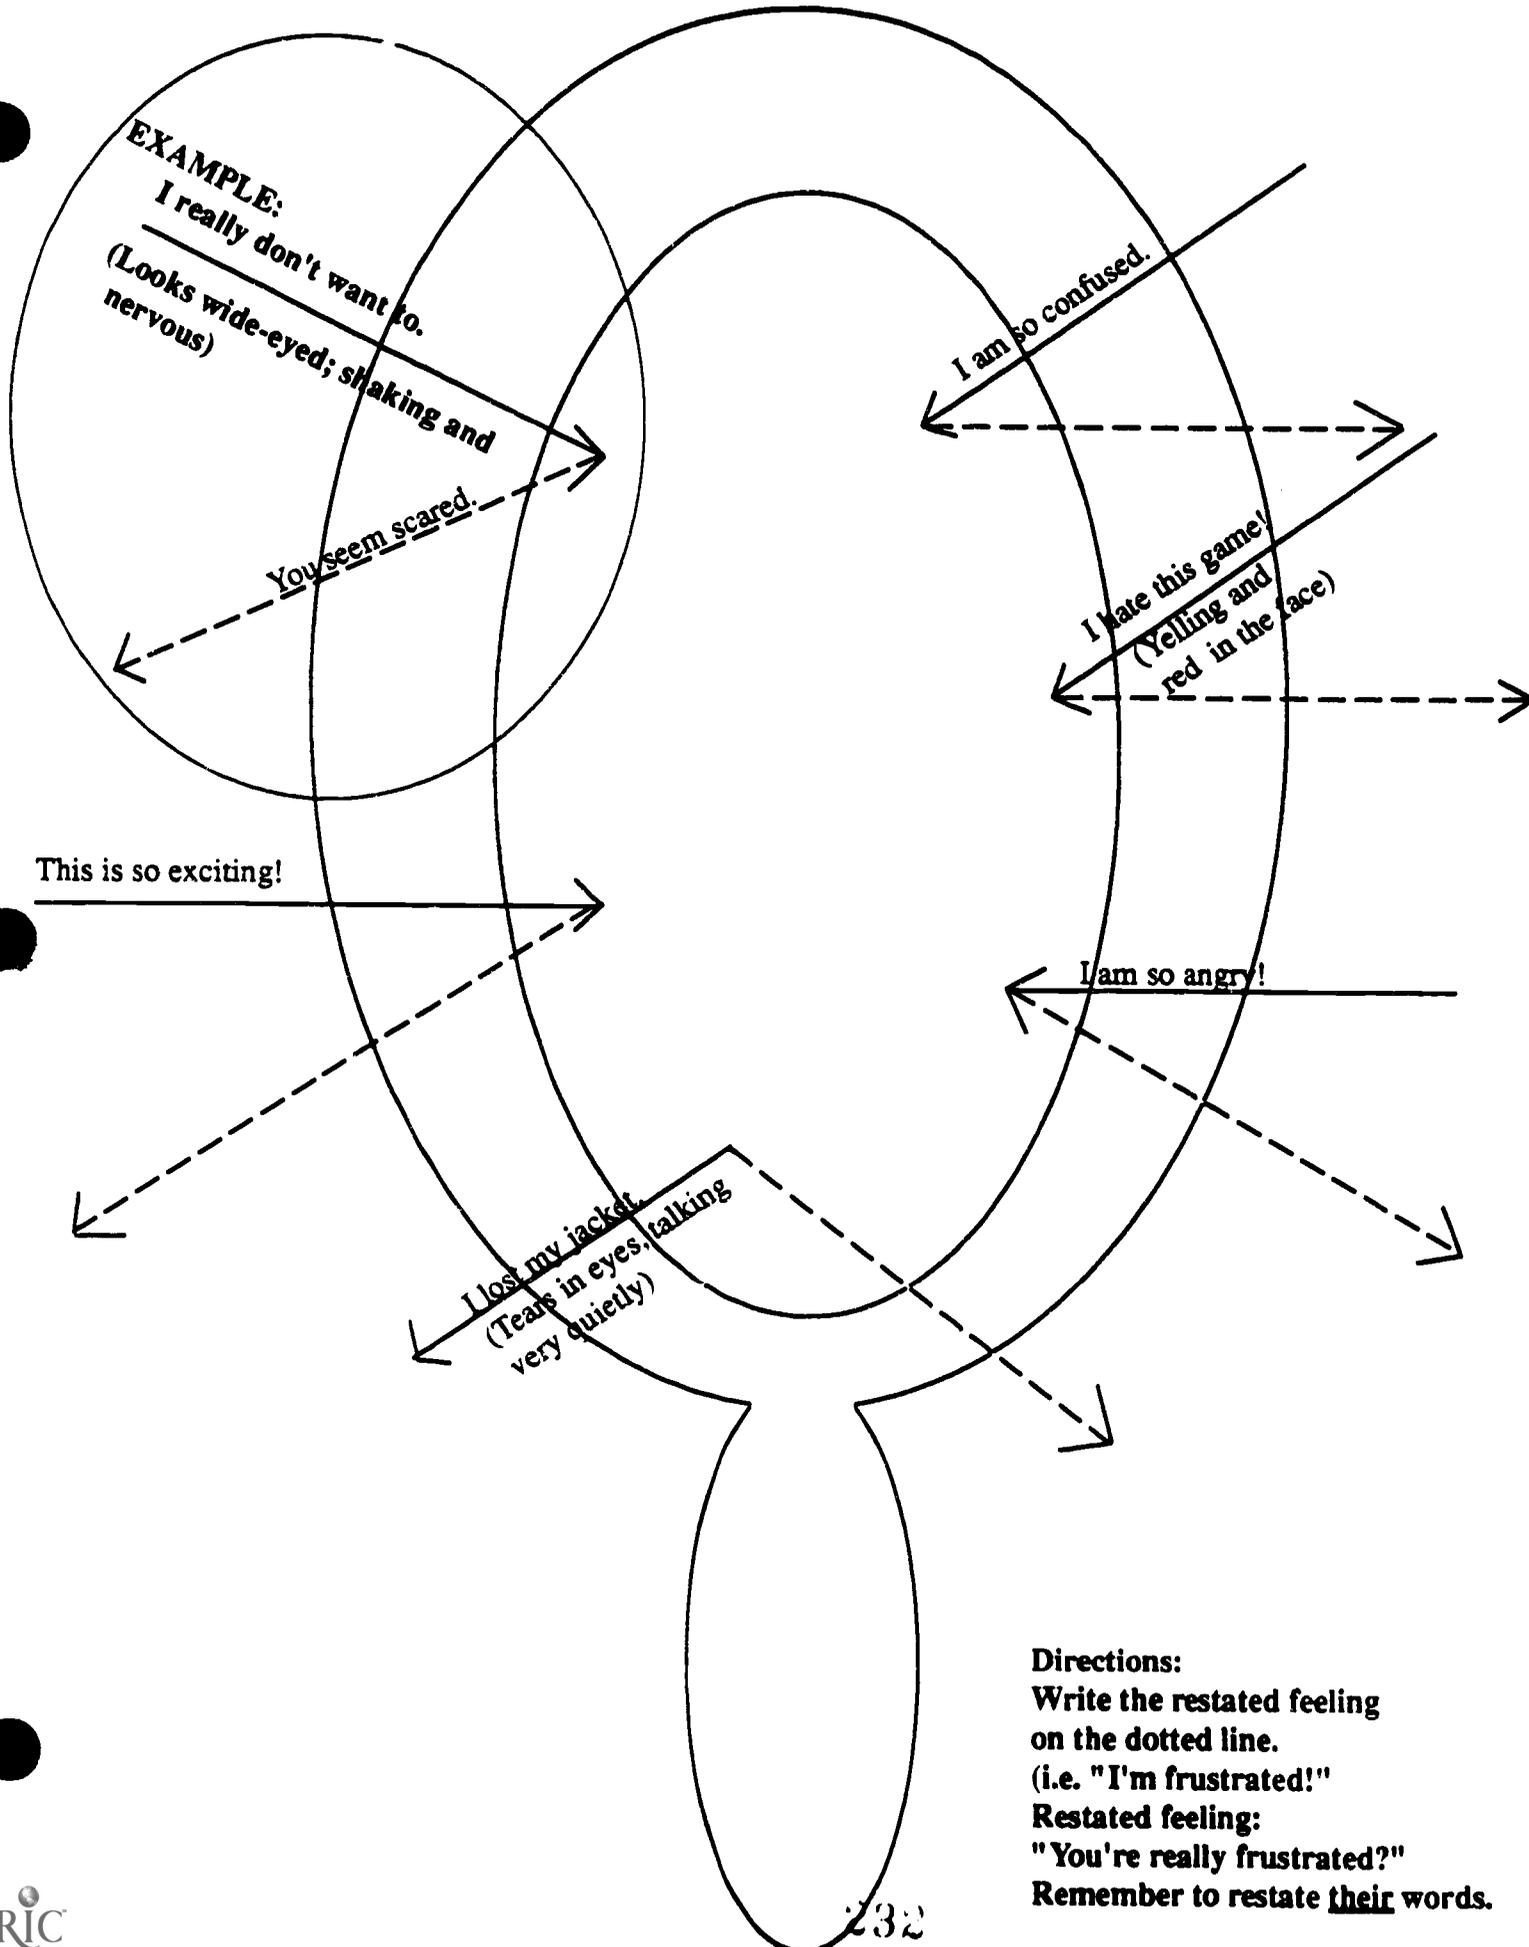 EXAMPLE:
I really don't want to.
(Looks wide-eyed; shaking and
nervous)
You seem scared.
I am so confused.
I hate this game!
(Yelling and
red in the face)
This is so exciting!
I am so angry!
I lost my jacket.
(Tears in eyes, talking
very quietly)
Directions:
Write the restated feeling
on the dotted line.
(i.e. "I'm frustrated!"
Restated feeling:
"You're really frustrated?"
Remember to restate their words.
232
RIC